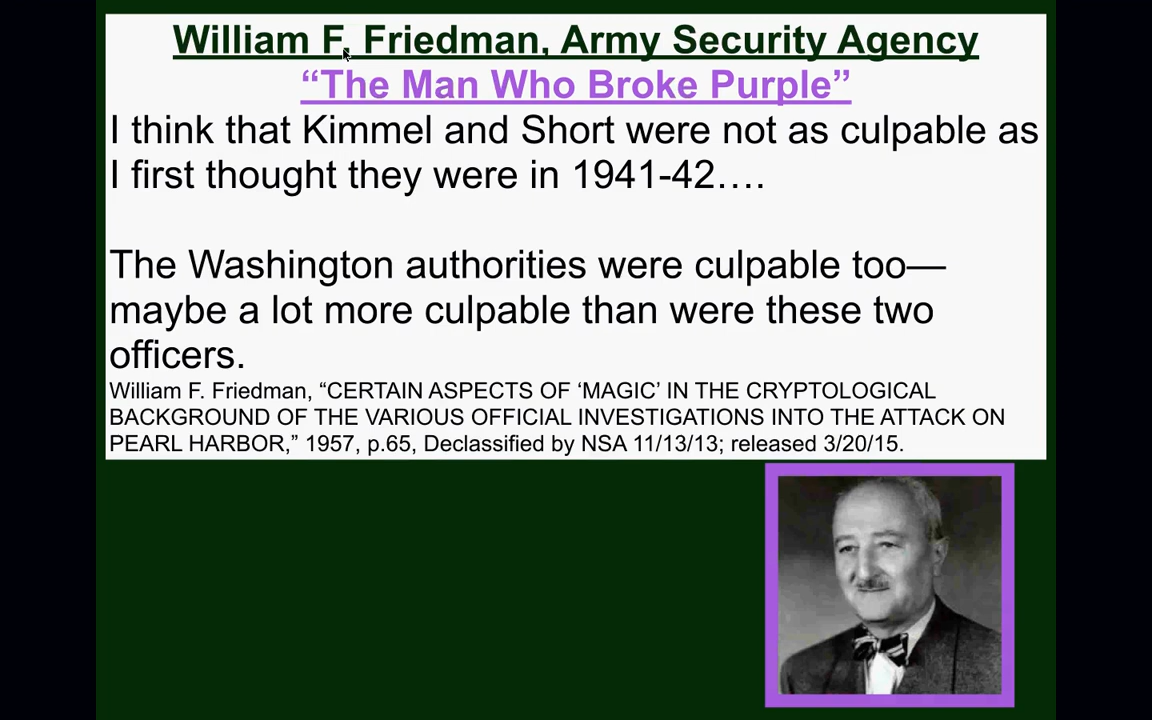 William F. Friedman, Army Security Agency
“The Man Who Broke Purple”
I think that Kimmel and Short were not as culpable as
I first thought they were in 1941-42….
The Washington authorities were culpable too—
maybe a lot more culpable than were these two
officers.
William F. Friedman, “CERTAIN ASPECTS OF ‘MAGIC’ IN THE CRYPTOLOGICAL
BACKGROUND OF THE VARIOUS OFFICIAL INVESTIGATIONS INTO THE ATTACK ON
PEARL HARBOR,” 1957, p.65, Declassified by NSA 11/13/13; released 3/20/15.